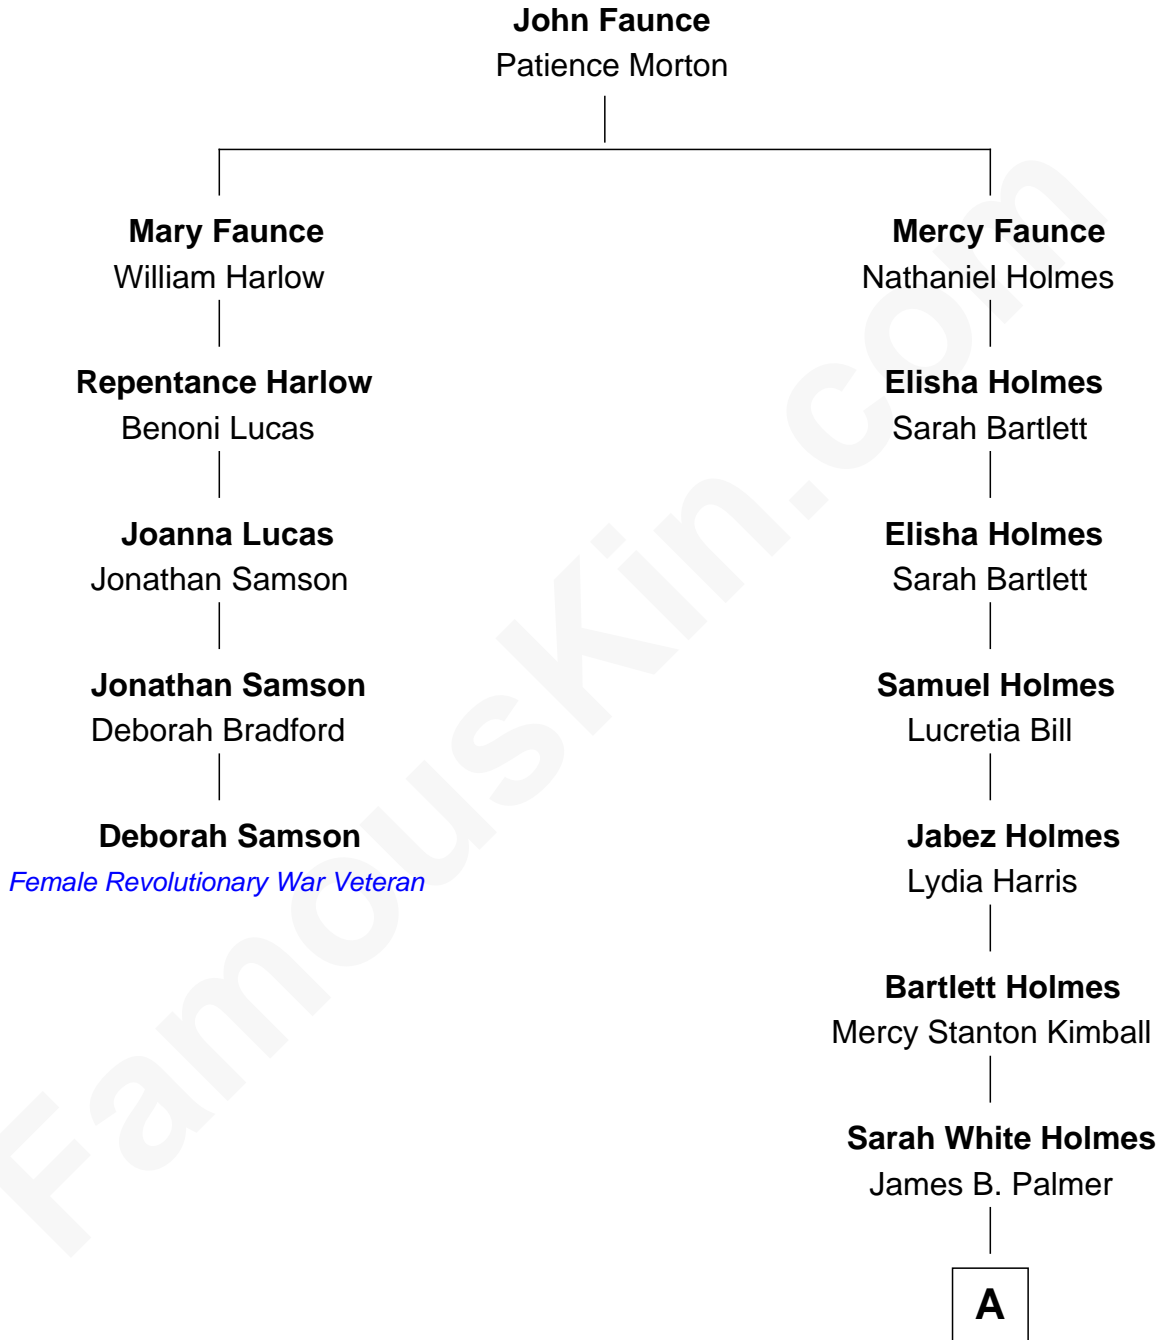 John Faunce
Patience Morton
Mary Faunce
William Harlow
Mercy Faunce
Nathaniel Holmes
Repentance Harlow
Benoni Lucas
Elisha Holmes
Sarah Bartlett
Joanna Lucas
Jonathan Samson
Elisha Holmes
Sarah Bartlett
Jonathan Samson
Deborah Bradford
Samuel Holmes
Lucretia Bill
Deborah Samson
Female Revolutionary War Veteran
Jabez Holmes
Lydia Harris
Bartlett Holmes
Mercy Stanton Kimball
Sarah White Holmes
James B. Palmer
A
FamousKin.com